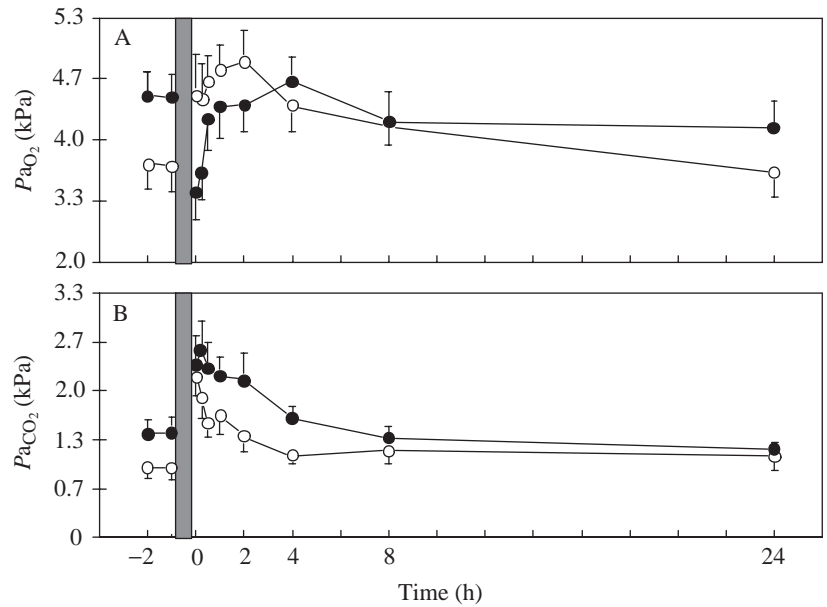 A
5.3
4.7
4.0
3.3
2.0
PaO2 (kPa)
B
3.3
2.7
2.0
1.3
0.7
0
PaCO2 (kPa)
−2 0 2 4 8 24
Time (h)